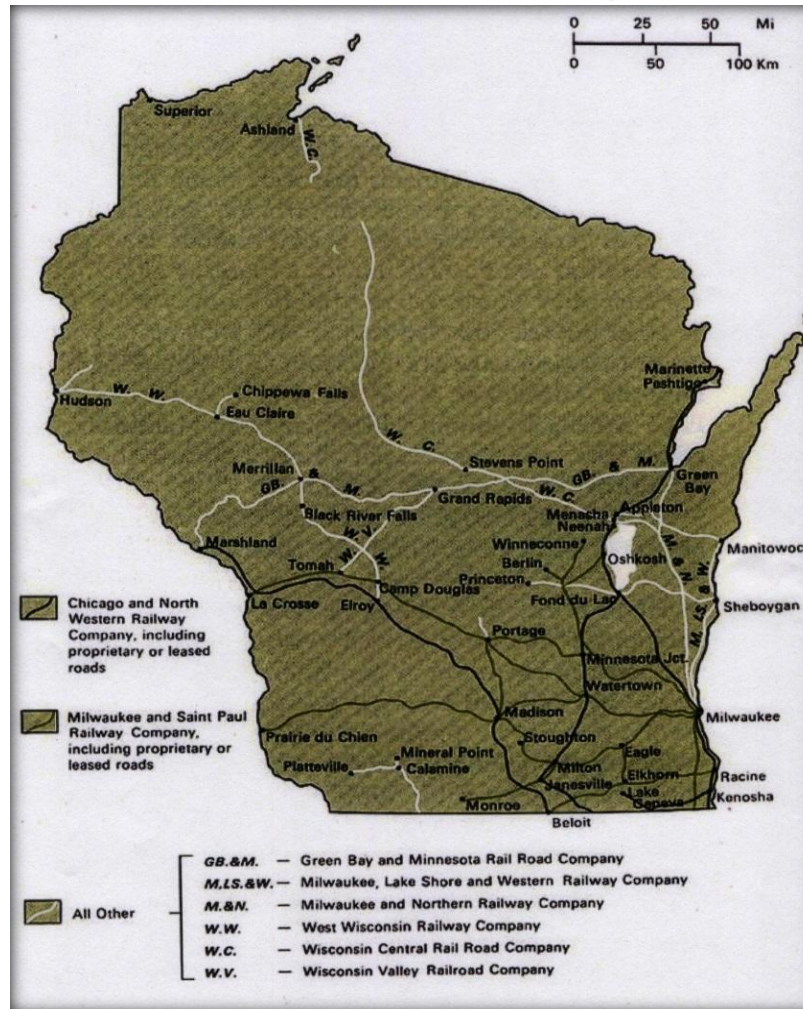 0 25 50 Mi
0 50 100 Km
Superior
Ashland
W.C.
Marinette
Peshtigo
Chippewa Falls
W. W.
Hudson
Eau Claire
W. C.
Stevens Point
GB. & M.
Merrillan
Green
Bay
GB. & M.
Grand Rapids
W. C.
Black River Falls
Menacha
Appleton
Neenah
Marshland
W. W.
W. V.
Winneconne
Manitowoc
M. & N.
Oshkosh
Tomah
Berlin
Camp Douglas
Princeton
M. LS. & W.
La Crosse
Elroy
Fond du Lac
Sheboygan
Portage
Minnesota Jct.
Watertown
Madison
Milwaukee
Prairie du Chien
Stoughton
Eagle
Mineral Point
Platteville
Calamine
Milton
Elkhorn
Racine
Janesville
Lake
Geneva
Kenosha
Monroe
Beloit
Chicago and North
Western Railway
Company, including
proprietary or leased
roads
Milwaukee and Saint Paul
Railway Company,
including proprietary or
leased roads
All Other
GB.&M. — Green Bay and Minnesota Rail Road Company
M.LS.&W. — Milwaukee, Lake Shore and Western Railway Company
M.&N. — Milwaukee and Northern Railway Company
W.W. — West Wisconsin Railway Company
W.C. — Wisconsin Central Rail Road Company
W.V. — Wisconsin Valley Railroad Company